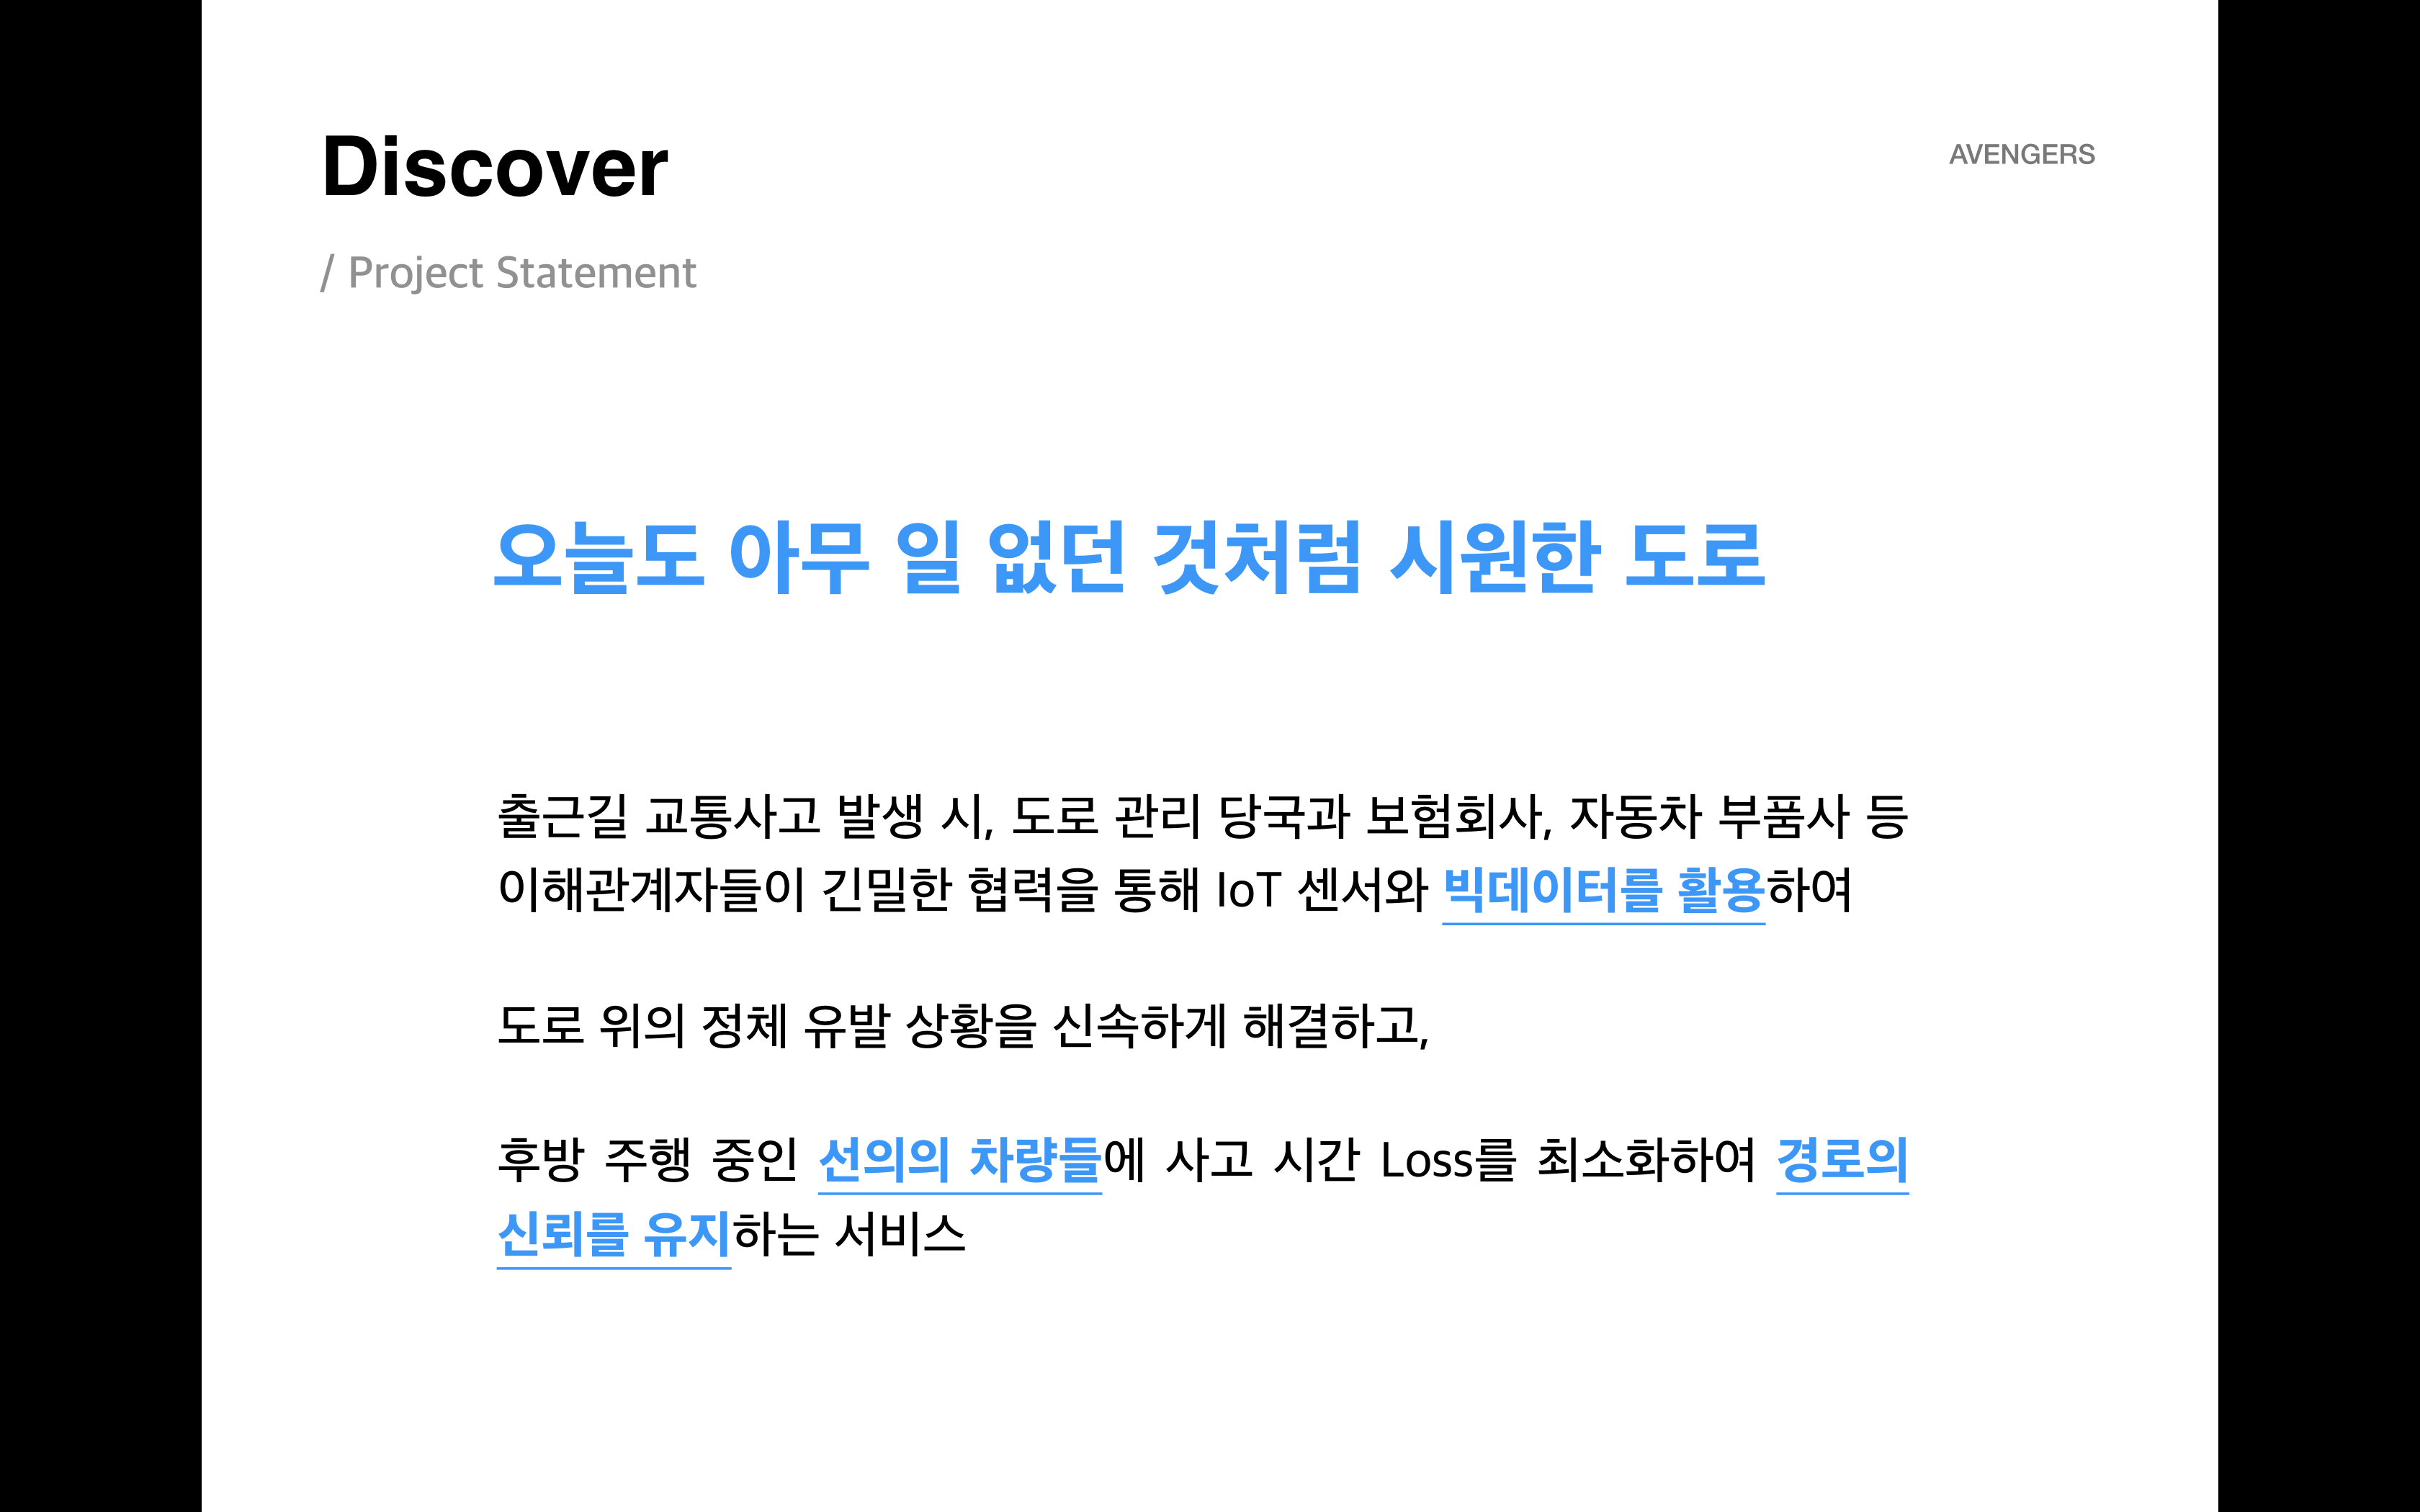 Discover
AVENGERS
/ Project Statement
오늘도 아무 일 없던 것처럼 시원한 도로
출근길 교통사고 발생 시, 도로 관리 당국과 보험회사, 자동차 부품사 등
이해관계자들이 긴밀한 협력을 통해 IoT 센서와 빅데이터를 활용하여
도로 위의 정체 유발 상황을 신속하게 해결하고,
후방 주행 중인 선의의 차량들에 사고 시간 Loss를 최소화하여 경로의
신뢰를 유지하는 서비스